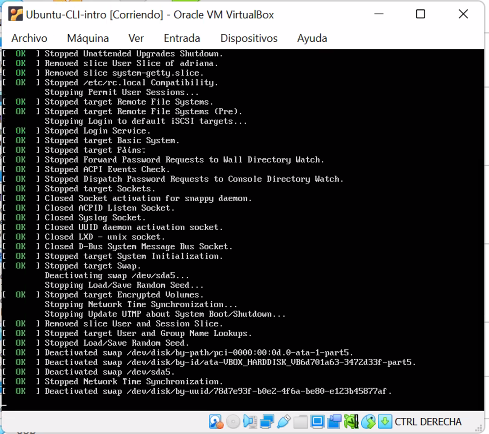 Ubuntu-CLI-intro [Corriendo] - Oracle VM VirtualBox
Archivo Máquina Ver Entrada Dispositivos Ayuda
[ OK ] Stopped Unattended Upgrades Shutdown.
[ OK ] Removed slice User Slice of adriana.
[ OK ] Removed slice system-getty.slice.
[ OK ] Stopped /etc/rc.local Compatibility.
Stopping Permit User Sessions...
[ OK ] Stopped target Remote File Systems.
[ OK ] Stopped target Remote File Systems (Pre).
Stopping Login to default iSCSI targets...
[ OK ] Stopped Login Service.
[ OK ] Stopped target Basic System.
[ OK ] Stopped target Paths.
[ OK ] Stopped Forward Password Requests to Wall Directory Watch.
[ OK ] Stopped ACPI Events Check.
[ OK ] Stopped Dispatch Password Requests to Console Directory Watch.
[ OK ] Stopped target Sockets.
[ OK ] Closed Socket activation for snappy daemon.
[ OK ] Closed ACPID Listen Socket.
[ OK ] Closed Syslog Socket.
[ OK ] Closed UUID daemon activation socket.
[ OK ] Closed LXD - unix socket.
[ OK ] Closed D-Bus System Message Bus Socket.
[ OK ] Stopped target System Initialization.
[ OK ] Stopped target Swap.
Deactivating swap /dev/sda5...
Stopping Load/Save Random Seed...
[ OK ] Stopped target Encrypted Volumes.
Stopping Network Time Synchronization...
Stopping Update UTMP about System Boot/Shutdown...
[ OK ] Removed slice User and Session Slice.
[ OK ] Stopped target User and Group Name Lookups.
[ OK ] Stopped Load/Save Random Seed.
[ OK ] Deactivated swap /dev/disk/by-path/pci-0000:00:0d.0-ata-1-part5.
[ OK ] Deactivated swap /dev/disk/by-id/ata-VBOX_HARDDISK_VB6d701a63-3472d33f-part5.
[ OK ] Deactivated swap /dev/sda5.
[ OK ] Stopped Network Time Synchronization.
[ OK ] Deactivated swap /dev/disk/by-uuid/78d7e93f-b0e2-4f6a-be80-e123b45877af.
CTRL DERECHA